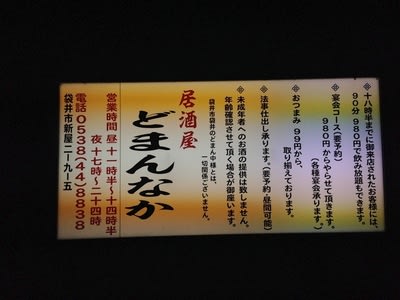 ※十八時半までに御来店されたお客様には、
90分 980円で飲み放題もできます。
※宴会コース(要予約)
980円からやらせて頂きます。
(各種宴会承ります。)
※おつまみ 99円から、
取り揃えております。
※法事仕出し承ります。(要予約・昼間可能)
※未成年者へのお酒の提供は致しません。
年齢確認させて頂く場合が御座います。
袋井市袋井のどまん中様とは、
一切関係ございません。
居酒屋
どまんなか
営業時間 昼 十一時半〜十四時半
夜 十七時〜二十四時
電話 0538(44)8838
袋井市新屋二ー九ー五